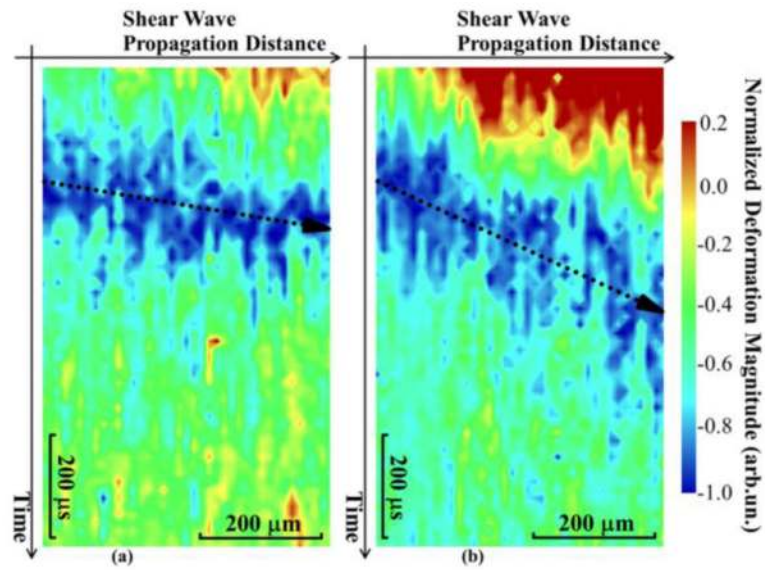 Shear Wave
Propagation Distance
Shear Wave
Propagation Distance
Time
200 µs
200 µm
(a)
Time
200 µs
200 µm
(b)
0.2
0.0
-0.2
-0.4
-0.6
-0.8
-1.0
Normalized Deformation Magnitude (arb.un.)